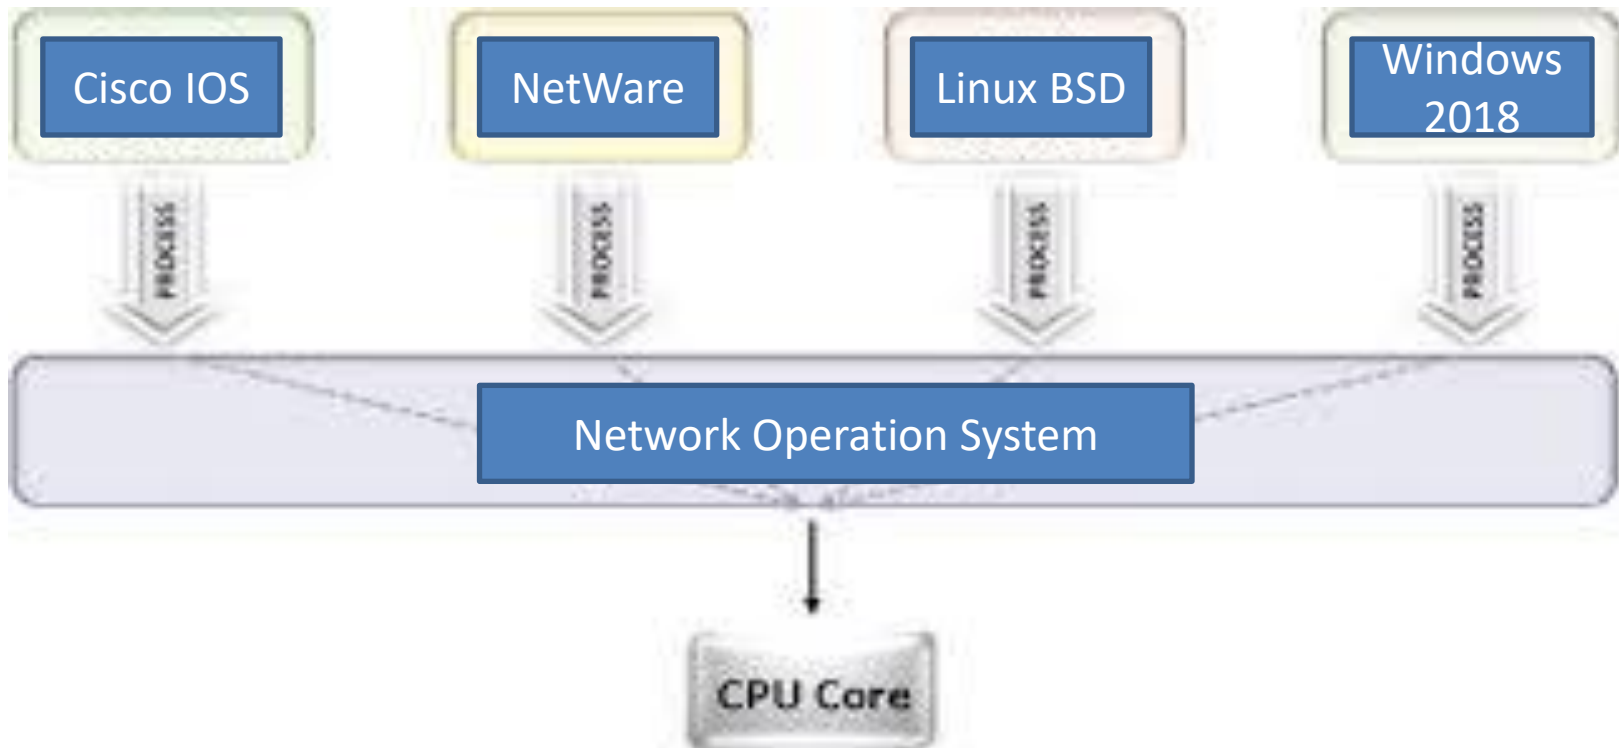 Cisco IOS
NetWare
Linux BSD
Windows
2018
PROCESS
PROCESS
PROCESS
PROCESS
Network Operation System
CPU Core